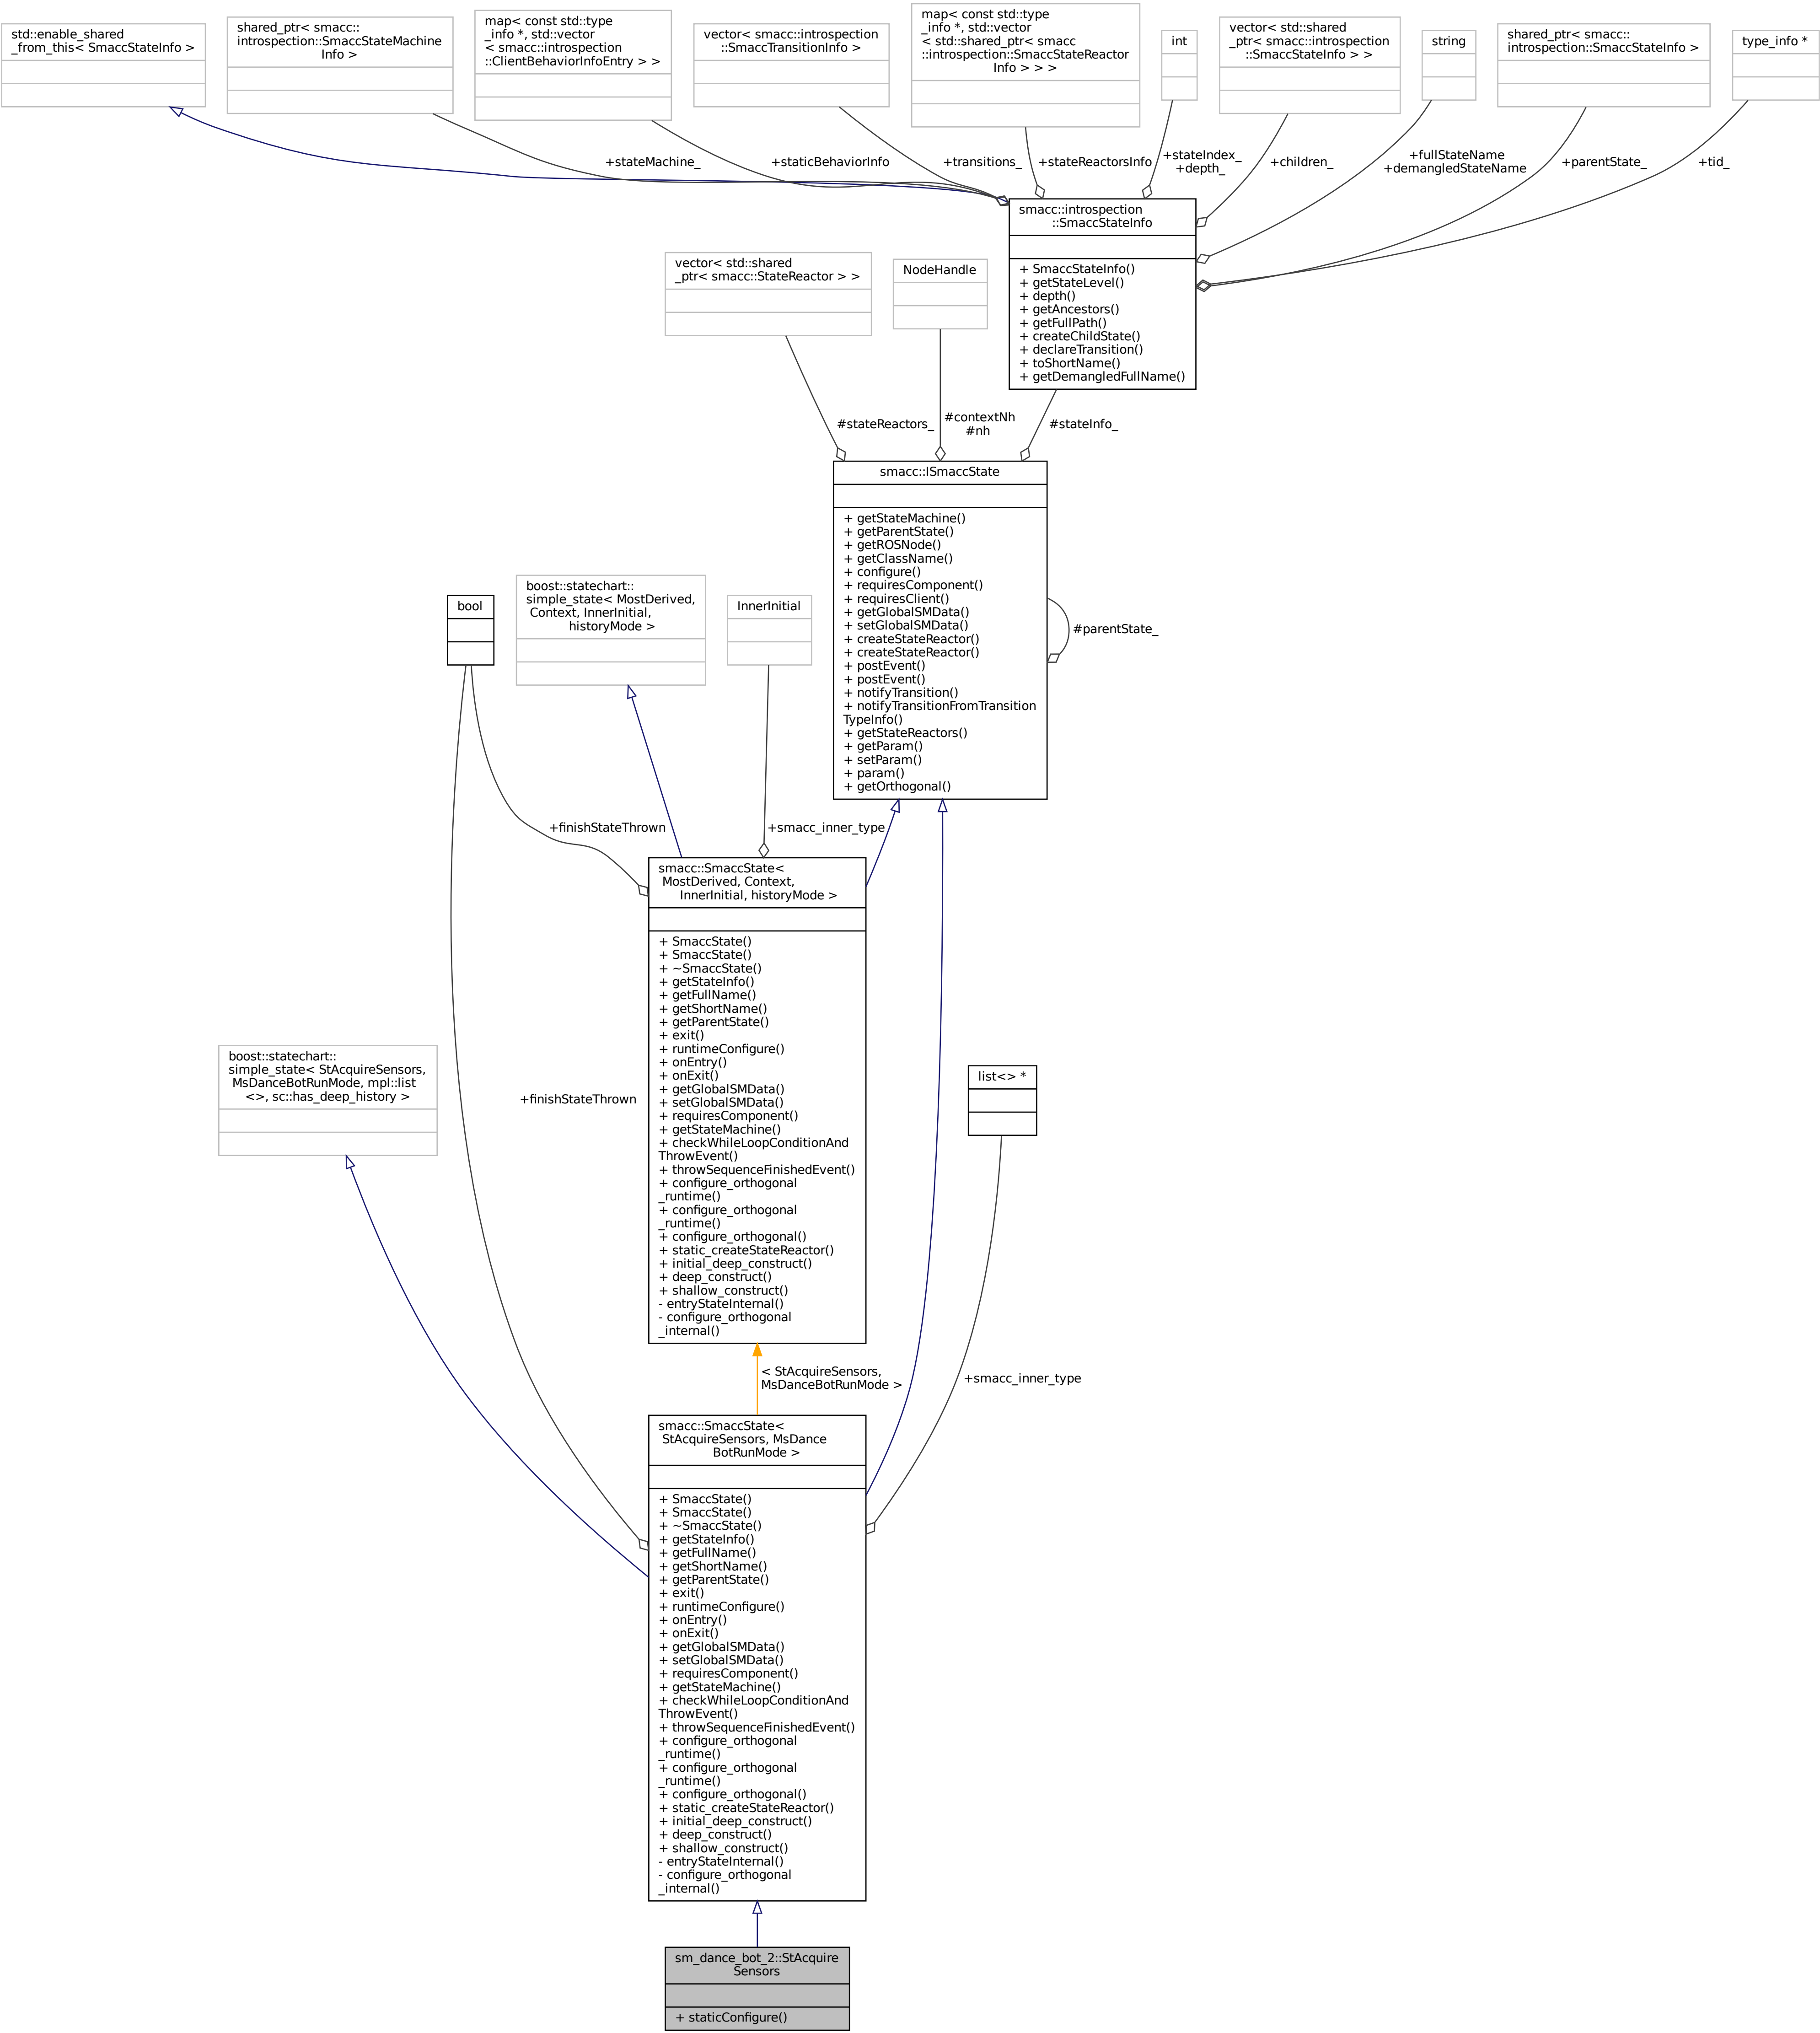 std::enable_shared
_from_this< SmaccStateInfo >
shared_ptr< smacc::
introspection::SmaccStateMachine
Info >
map< const std::type
_info *, std::vector
< smacc::introspection
::ClientBehaviorInfoEntry > >
vector< smacc::introspection
::SmaccTransitionInfo >
map< const std::type
_info *, std::vector
< std::shared_ptr< smacc
::introspection::SmaccStateReactor
Info > > >
int
vector< std::shared
_ptr< smacc::introspection
::SmaccStateInfo > >
string
shared_ptr< smacc::
introspection::SmaccStateInfo >
type_info *
+stateMachine_
+staticBehaviorInfo
+transitions_
+stateReactorsInfo
+stateIndex_
+depth_
+children_
+fullStateName
+demangledStateName
+parentState_
+tid_
smacc::introspection
::SmaccStateInfo
+ SmaccStateInfo()
+ getStateLevel()
+ depth()
+ getAncestors()
+ getFullPath()
+ createChildState()
+ declareTransition()
+ toShortName()
+ getDemangledFullName()
vector< std::shared
_ptr< smacc::StateReactor > >
NodeHandle
#stateReactors_
#contextNh
#nh
#stateInfo_
smacc::ISmaccState
+ getStateMachine()
+ getParentState()
+ getROSNode()
+ getClassName()
+ configure()
+ requiresComponent()
+ requiresClient()
+ getGlobalSMData()
+ setGlobalSMData()
+ createStateReactor()
+ createStateReactor()
+ postEvent()
+ postEvent()
+ notifyTransition()
+ notifyTransitionFromTransition
TypeInfo()
+ getStateReactors()
+ getParam()
+ setParam()
+ param()
+ getOrthogonal()
#parentState_
bool
boost::statechart::
simple_state< MostDerived,
Context, InnerInitial,
historyMode >
InnerInitial
+finishStateThrown
+smacc_inner_type
smacc::SmaccState<
MostDerived, Context,
InnerInitial, historyMode >
+ SmaccState()
+ SmaccState()
+ ~SmaccState()
+ getStateInfo()
+ getFullName()
+ getShortName()
+ getParentState()
+ exit()
+ runtimeConfigure()
+ onEntry()
+ onExit()
+ getGlobalSMData()
+ setGlobalSMData()
+ requiresComponent()
+ getStateMachine()
+ checkWhileLoopConditionAnd
ThrowEvent()
+ throwSequenceFinishedEvent()
+ configure_orthogonal
_runtime()
+ configure_orthogonal
_runtime()
+ configure_orthogonal()
+ static_createStateReactor()
+ initial_deep_construct()
+ deep_construct()
+ shallow_construct()
- entryStateInternal()
- configure_orthogonal
_internal()
boost::statechart::
simple_state< StAcquireSensors,
MsDanceBotRunMode, mpl::list
<>, sc::has_deep_history >
+finishStateThrown
list<> *
< StAcquireSensors,
MsDanceBotRunMode >
+smacc_inner_type
smacc::SmaccState<
StAcquireSensors, MsDance
BotRunMode >
+ SmaccState()
+ SmaccState()
+ ~SmaccState()
+ getStateInfo()
+ getFullName()
+ getShortName()
+ getParentState()
+ exit()
+ runtimeConfigure()
+ onEntry()
+ onExit()
+ getGlobalSMData()
+ setGlobalSMData()
+ requiresComponent()
+ getStateMachine()
+ checkWhileLoopConditionAnd
ThrowEvent()
+ throwSequenceFinishedEvent()
+ configure_orthogonal
_runtime()
+ configure_orthogonal
_runtime()
+ configure_orthogonal()
+ static_createStateReactor()
+ initial_deep_construct()
+ deep_construct()
+ shallow_construct()
- entryStateInternal()
- configure_orthogonal
_internal()
sm_dance_bot_2::StAcquire
Sensors
+ staticConfigure()